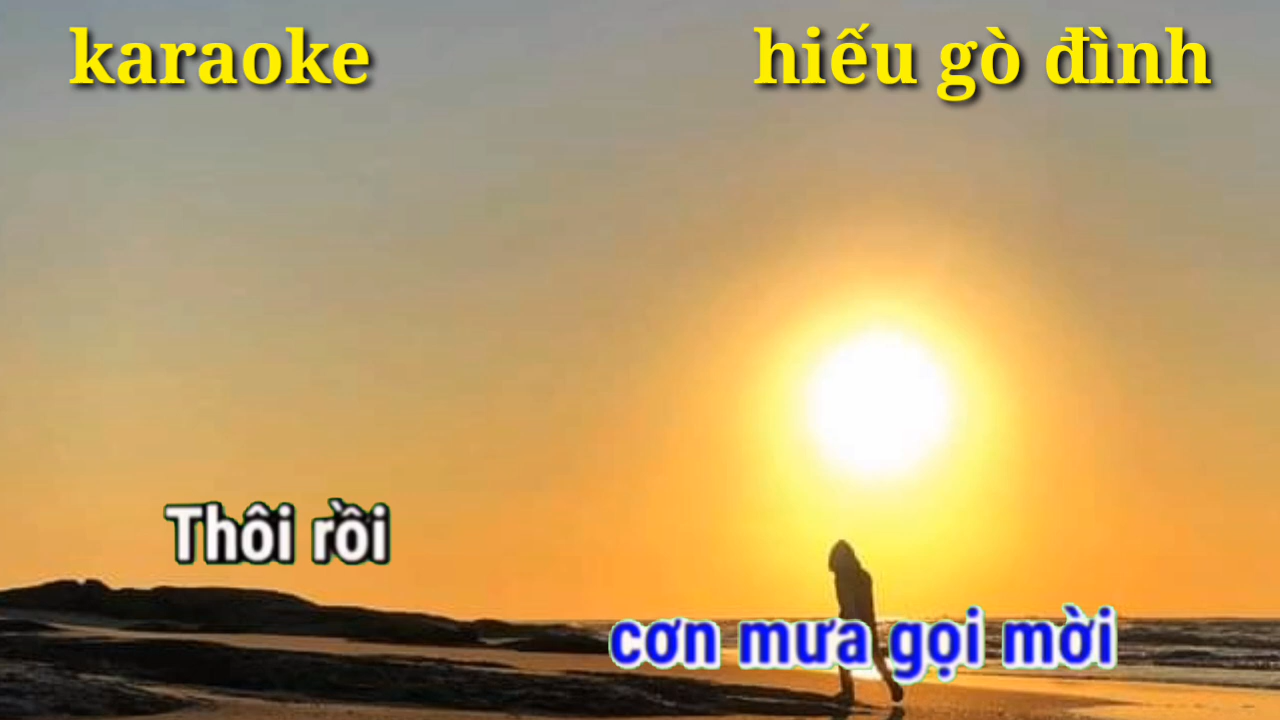 karaoke
hiếu gò đình
Thôi rồi
cơn mưa gọi mời